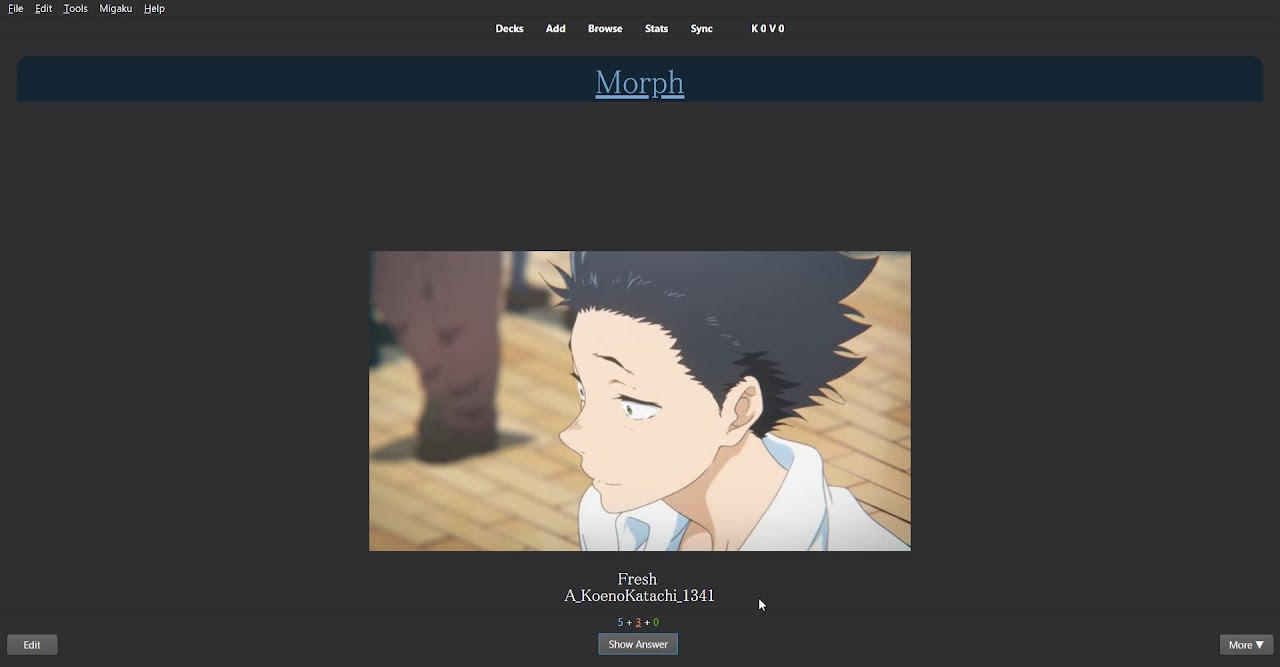 File Edit Tools Migaku Help
Decks Add Browse Stats Sync K 0 V 0
Morph
Fresh
A_KoenoKatachi_1341
5 + 3 + 0
Edit Show Answer More ▼